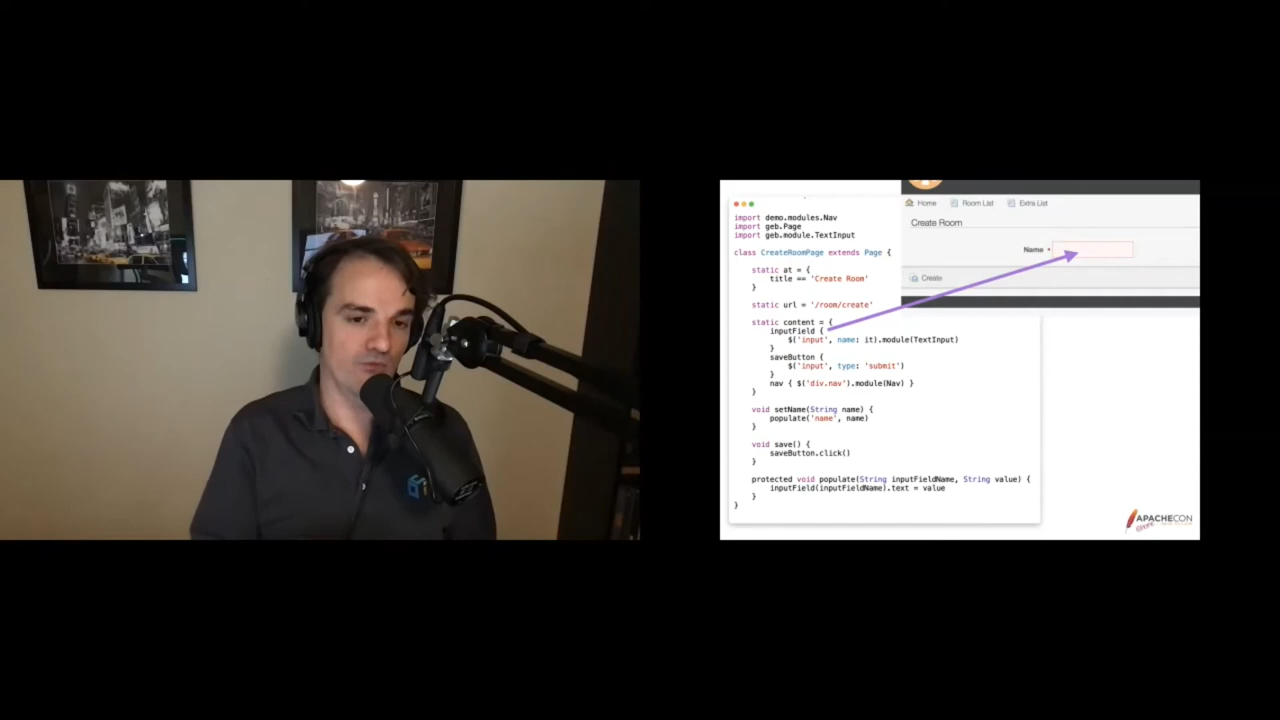 import demo.modules.Nav
import geb.Page
import geb.module.TextInput
class CreateRoomPage extends Page {
static at = {
title == 'Create Room'
}
static url = '/room/create'
static content = {
inputField {
$('input', name: it).module(TextInput)
}
saveButton {
$('input', type: 'submit')
}
nav { $('div.nav').module(Nav) }
}
void setName(String name) {
populate('name', name)
}
void save() {
saveButton.click()
}
protected void populate(String inputFieldName, String value) {
inputField(inputFieldName).text = value
}
}
Home Room List Extra List
Create Room
Name *
Create
APACHECON